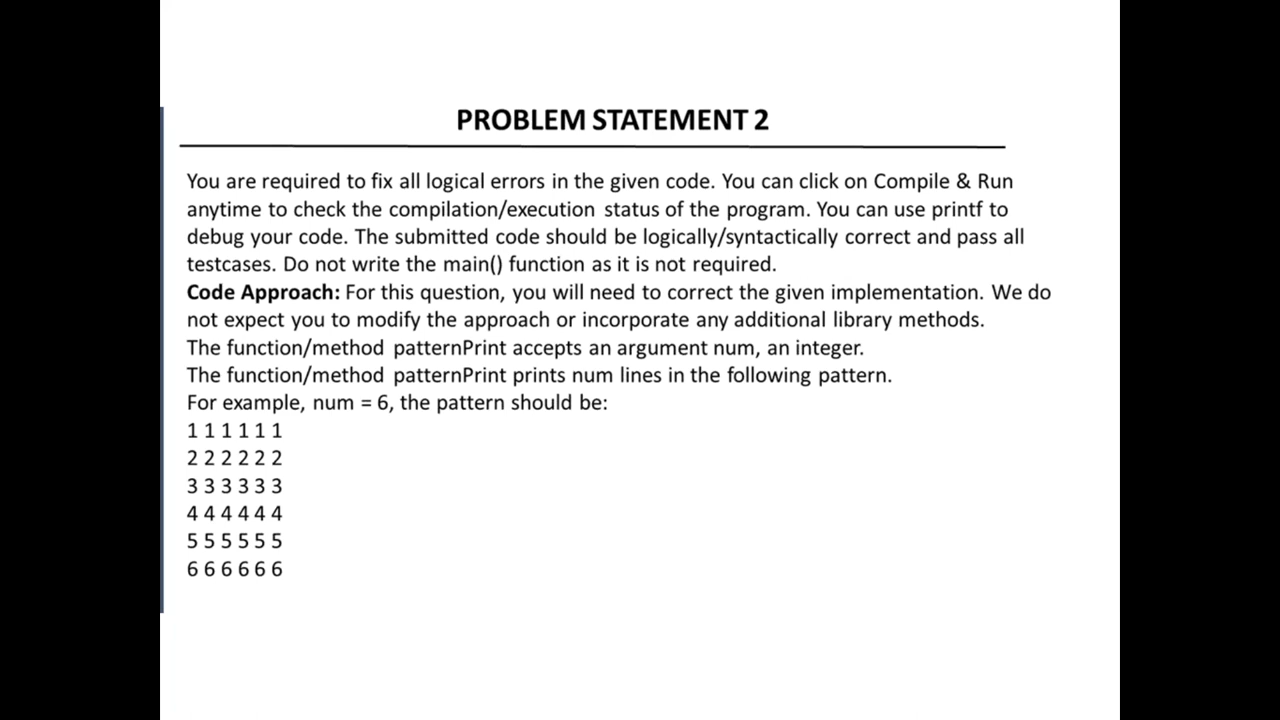 PROBLEM STATEMENT 2
You are required to fix all logical errors in the given code. You can click on Compile & Run
anytime to check the compilation/execution status of the program. You can use printf to
debug your code. The submitted code should be logically/syntactically correct and pass all
testcases. Do not write the main() function as it is not required.
Code Approach: For this question, you will need to correct the given implementation. We do
not expect you to modify the approach or incorporate any additional library methods.
The function/method patternPrint accepts an argument num, an integer.
The function/method patternPrint prints num lines in the following pattern.
For example, num = 6, the pattern should be:
1 1 1 1 1 1
2 2 2 2 2 2
3 3 3 3 3 3
4 4 4 4 4 4
5 5 5 5 5 5
6 6 6 6 6 6